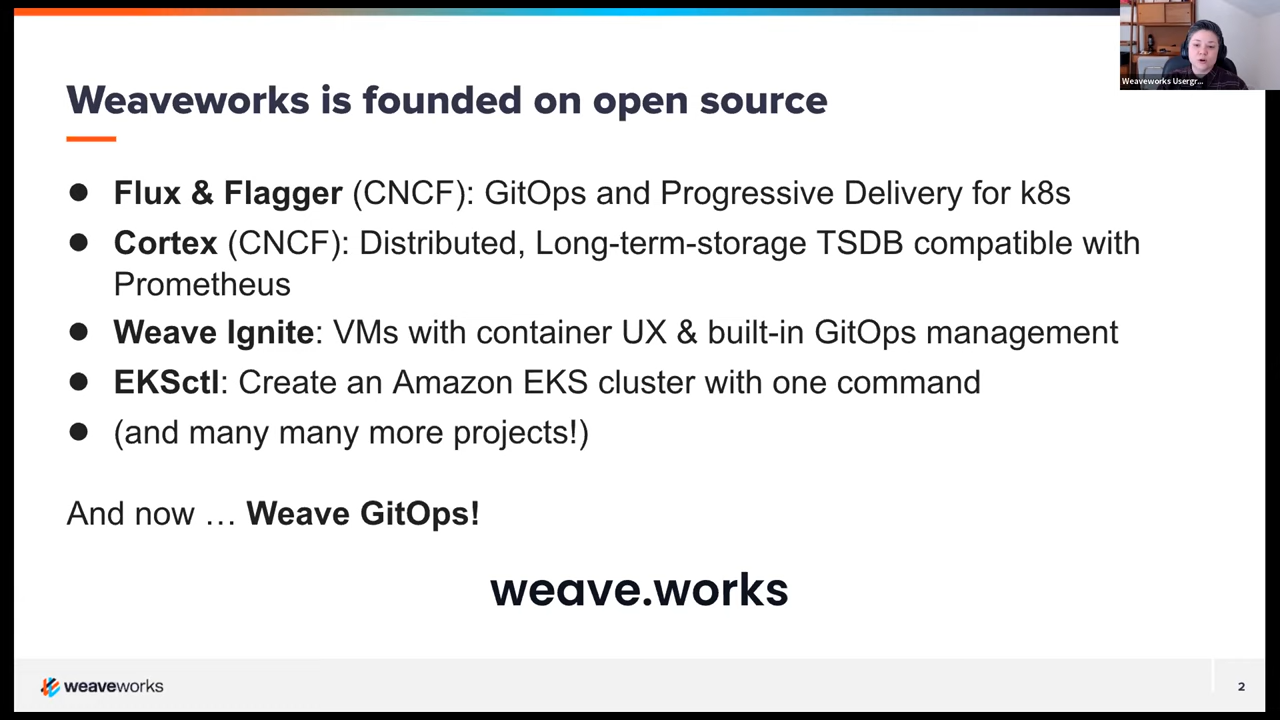 Weaveworks Usergr...
Weaveworks is founded on open source
● Flux & Flagger (CNCF): GitOps and Progressive Delivery for k8s
● Cortex (CNCF): Distributed, Long-term-storage TSDB compatible with
Prometheus
● Weave Ignite: VMs with container UX & built-in GitOps management
● EKSctl: Create an Amazon EKS cluster with one command
● (and many many more projects!)
And now … Weave GitOps!
weave.works
weaveworks
2